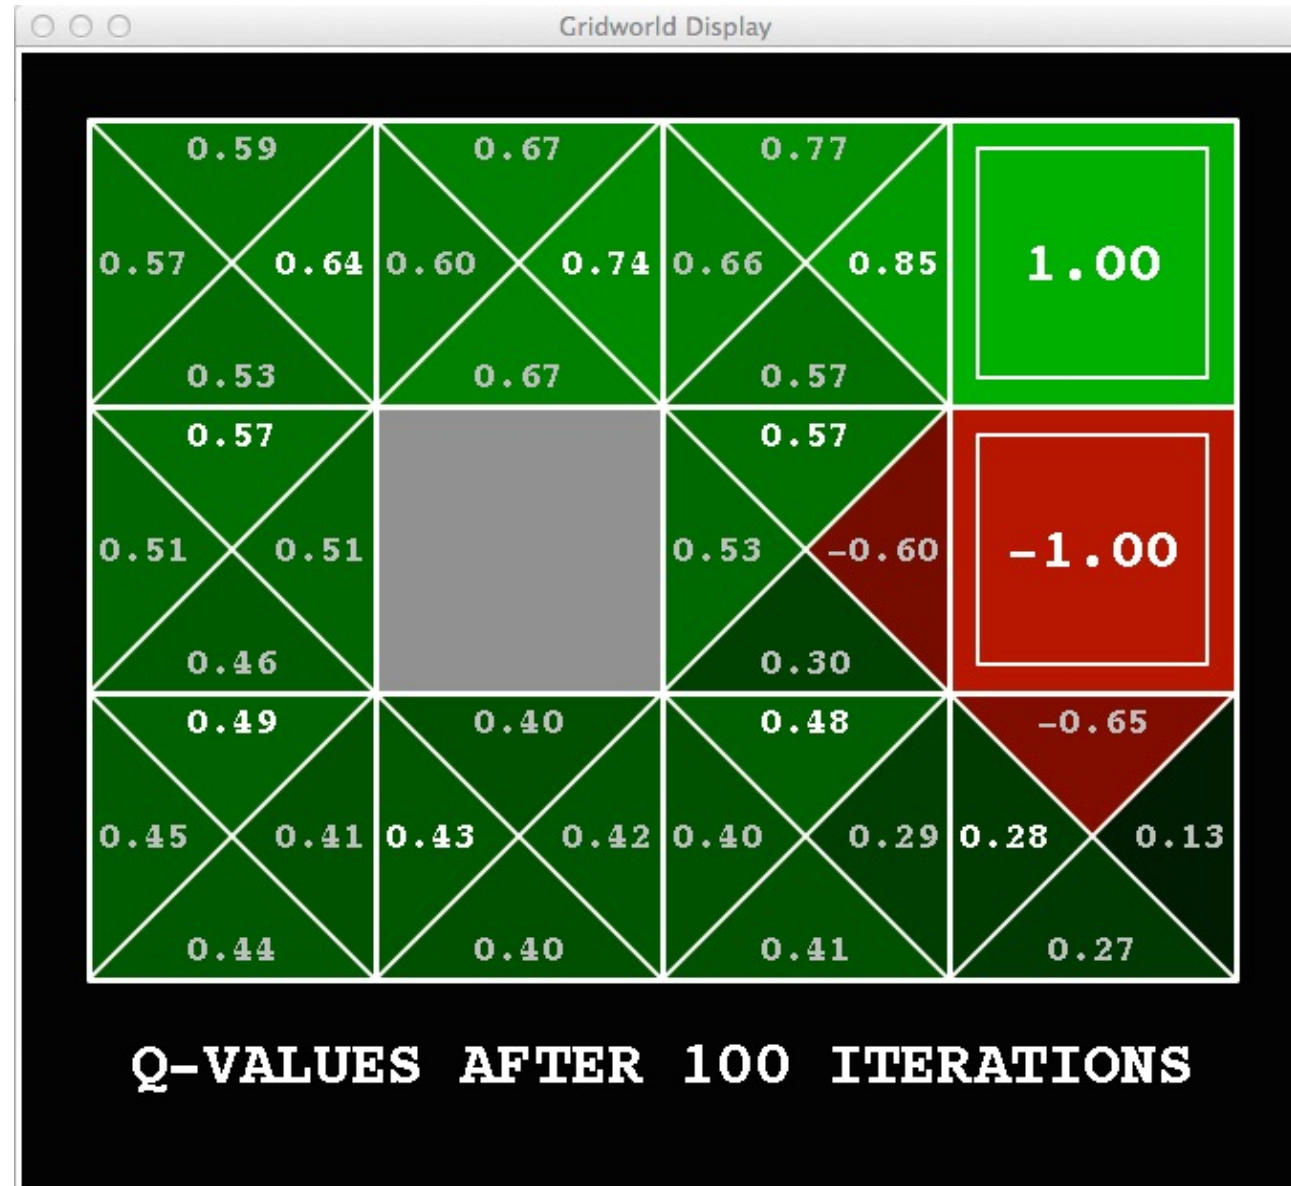 Gridworld Display
0.59 0.67 0.77
0.57 0.64 0.60 0.74 0.66 0.85 1.00
0.53 0.67 0.57
0.57 0.57
0.51 0.51 0.53 -0.60 -1.00
0.46 0.30
0.49 0.40 0.48 -0.65
0.45 0.41 0.43 0.42 0.40 0.29 0.28 0.13
0.44 0.40 0.41 0.27
Q-VALUES AFTER 100 ITERATIONS